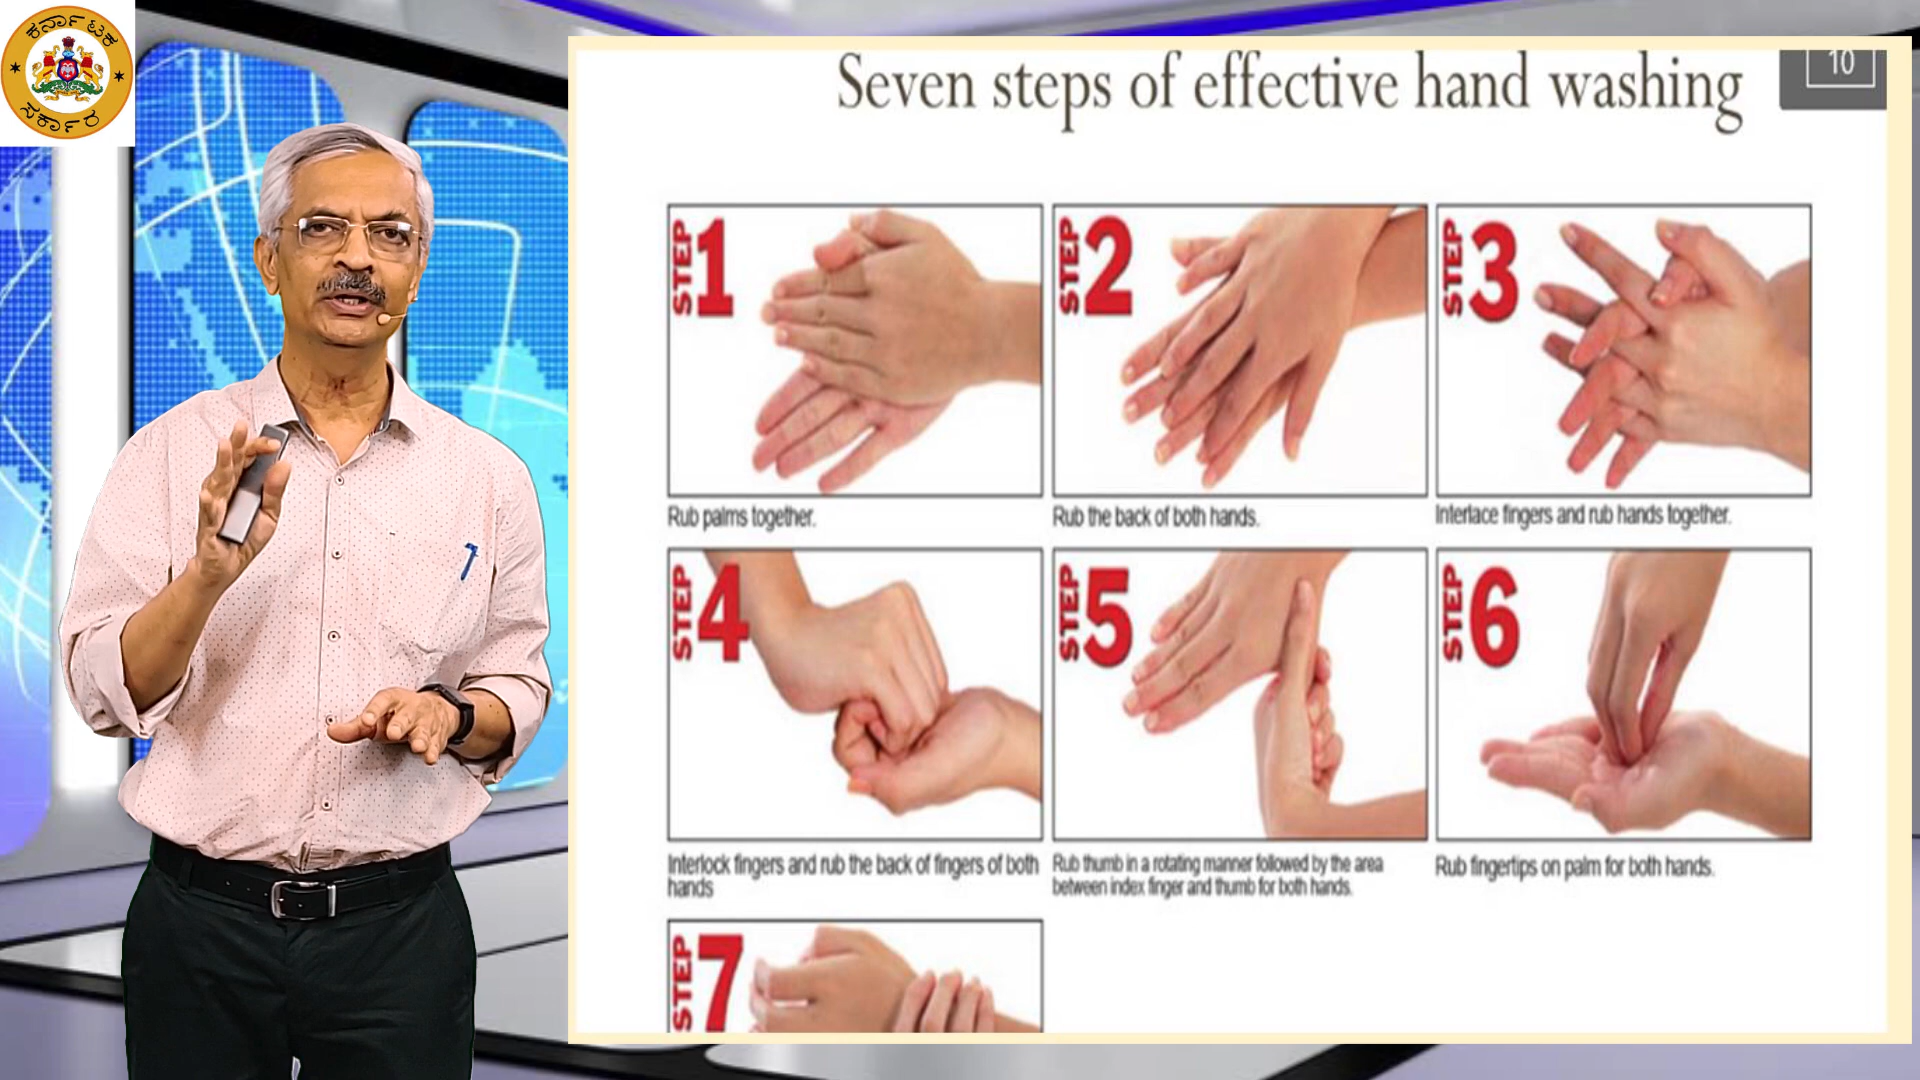 ಕರ್ನಾಟಕ
ಸರ್ಕಾರ
Seven steps of effective hand washing
10
STEP 1
STEP 2
STEP 3
Rub palms together.
Rub the back of both hands.
Interlace fingers and rub hands together.
STEP 4
STEP 5
STEP 6
Interlock fingers and rub the back of fingers of both
hands
Rub thumb in a rotating manner followed by the area
between index finger and thumb for both hands.
Rub fingertips on palm for both hands.
STEP 7